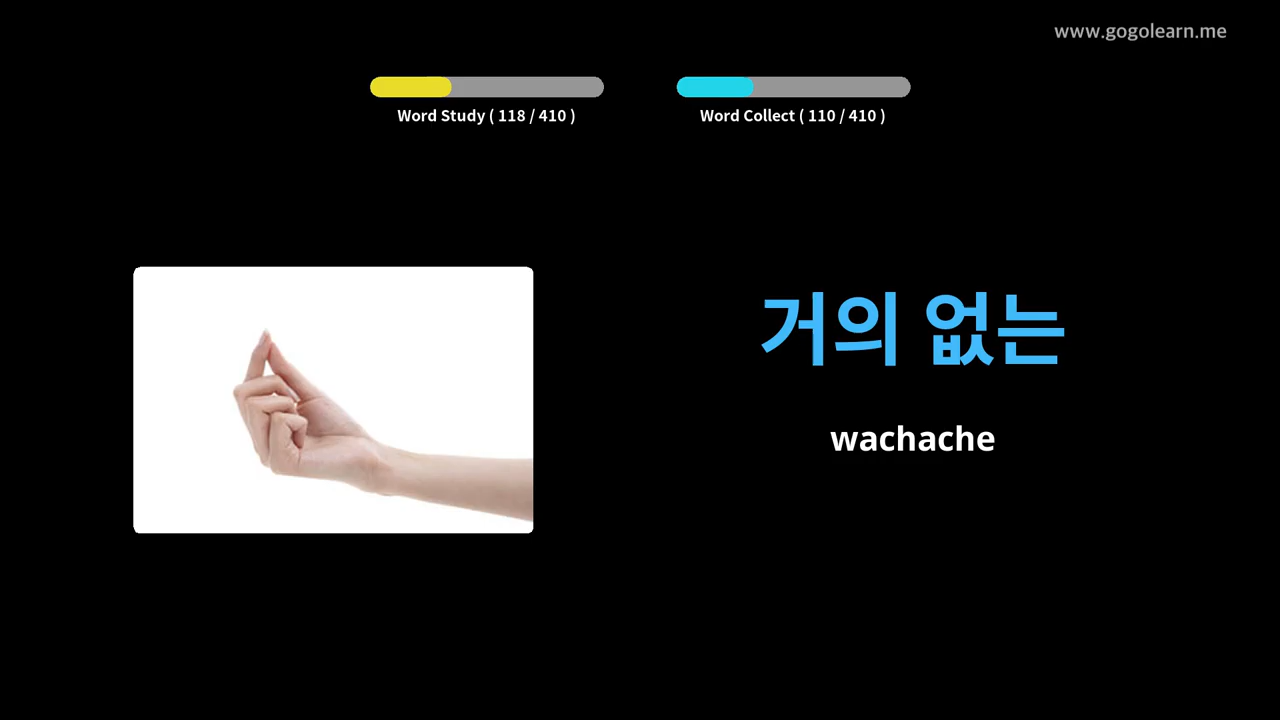 www.gogolearn.me
Word Study ( 118 / 410 )
Word Collect ( 110 / 410 )
거의 없는
wachache